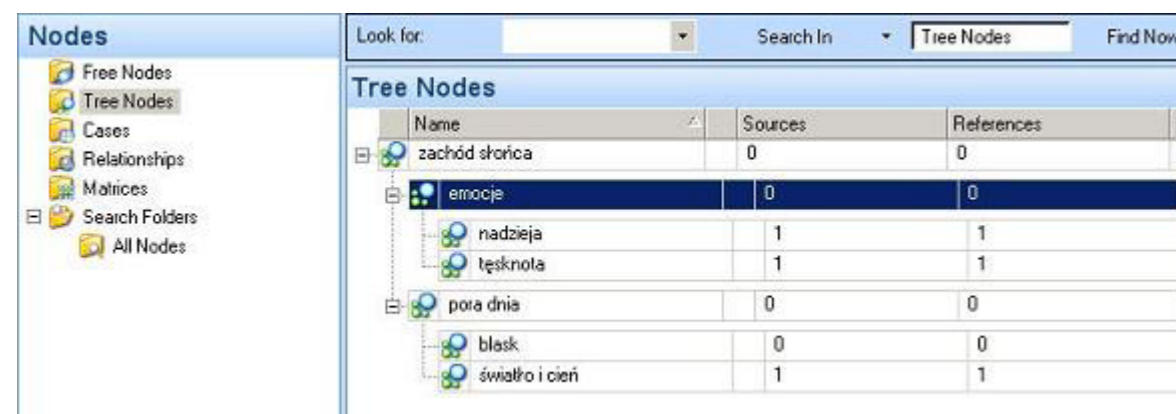 Nodes
Free Nodes
Tree Nodes
Cases
Relationships
Matrices
Search Folders
All Nodes
Look for: Search In Tree Nodes Find Now
Tree Nodes
Name Sources References
zachód słońca 0 0
emocje 0 0
nadzieja 1 1
tęsknota 1 1
pora dnia 0 0
blask 0 0
światło i cień 1 1